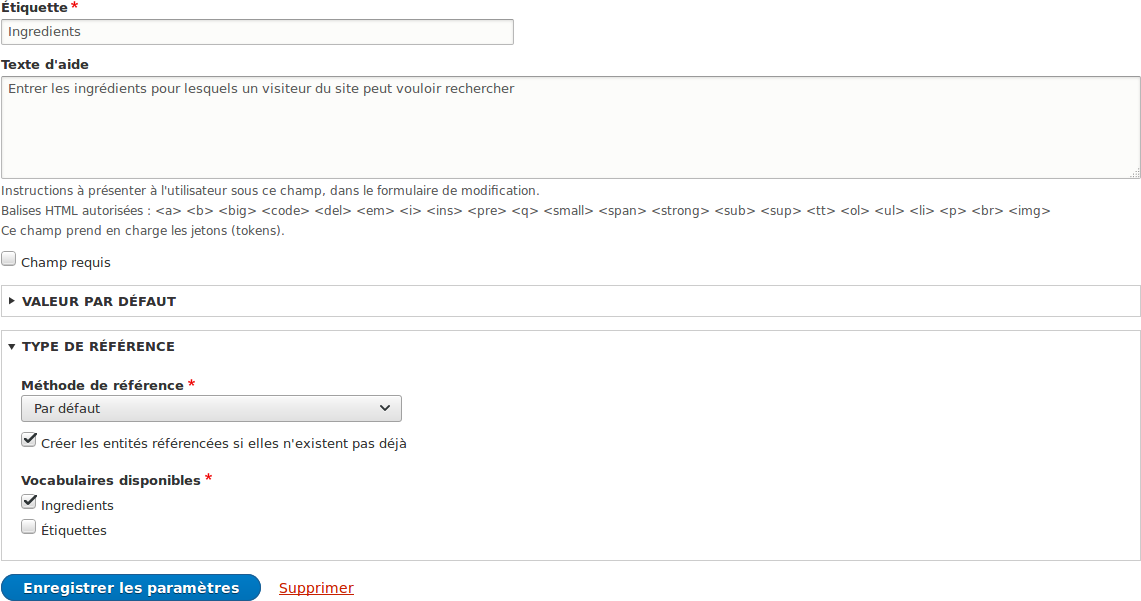 Étiquette *
Ingredients
Texte d'aide
Entrer les ingrédients pour lesquels un visiteur du site peut vouloir rechercher
Instructions à présenter à l'utilisateur sous ce champ, dans le formulaire de modification.
Balises HTML autorisées : <a> <b> <big> <code> <del> <em> <i> <ins> <pre> <q> <small> <span> <strong> <sub> <sup> <tt> <ol> <ul> <li> <p> <br> <img>
Ce champ prend en charge les jetons (tokens).
Champ requis
VALEUR PAR DÉFAUT
TYPE DE RÉFÉRENCE
Méthode de référence *
Par défaut
Créer les entités référencées si elles n'existent pas déjà
Vocabulaires disponibles *
Ingredients
Étiquettes
Enregistrer les paramètres Supprimer